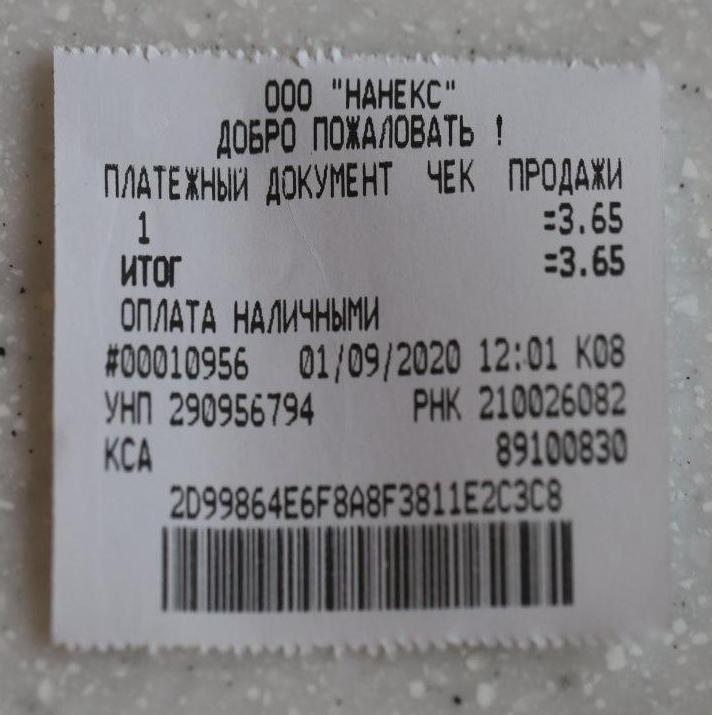 ООО "НАНЕКС"
ДОБРО ПОЖАЛОВАТЬ !
ПЛАТЕЖНЫЙ ДОКУМЕНТ ЧЕК ПРОДАЖИ
1 =3.65
ИТОГ =3.65
ОПЛАТА НАЛИЧНЫМИ
#00010956 01/09/2020 12:01 К08
УНП 290956794 РНК 210026082
КСА 89100830
2D99864E6F8A8F3811E2C3C8